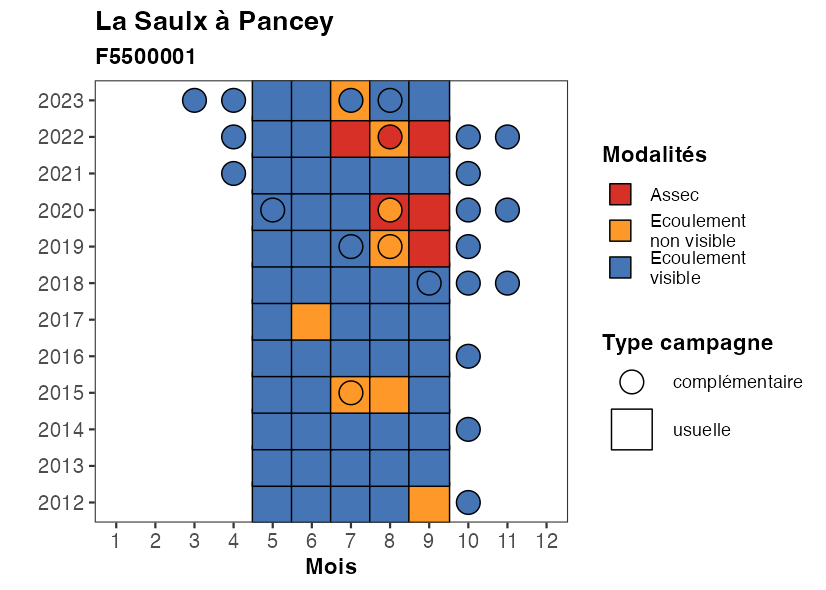 La Saulx à Pancey
F5500001
2023
2022
2021
2020
2019
2018
2017
2016
2015
2014
2013
2012
1 2 3 4 5 6 7 8 9 10 11 12
Mois
Modalités
Assec
Ecoulement
non visible
Ecoulement
visible
Type campagne
complémentaire
usuelle